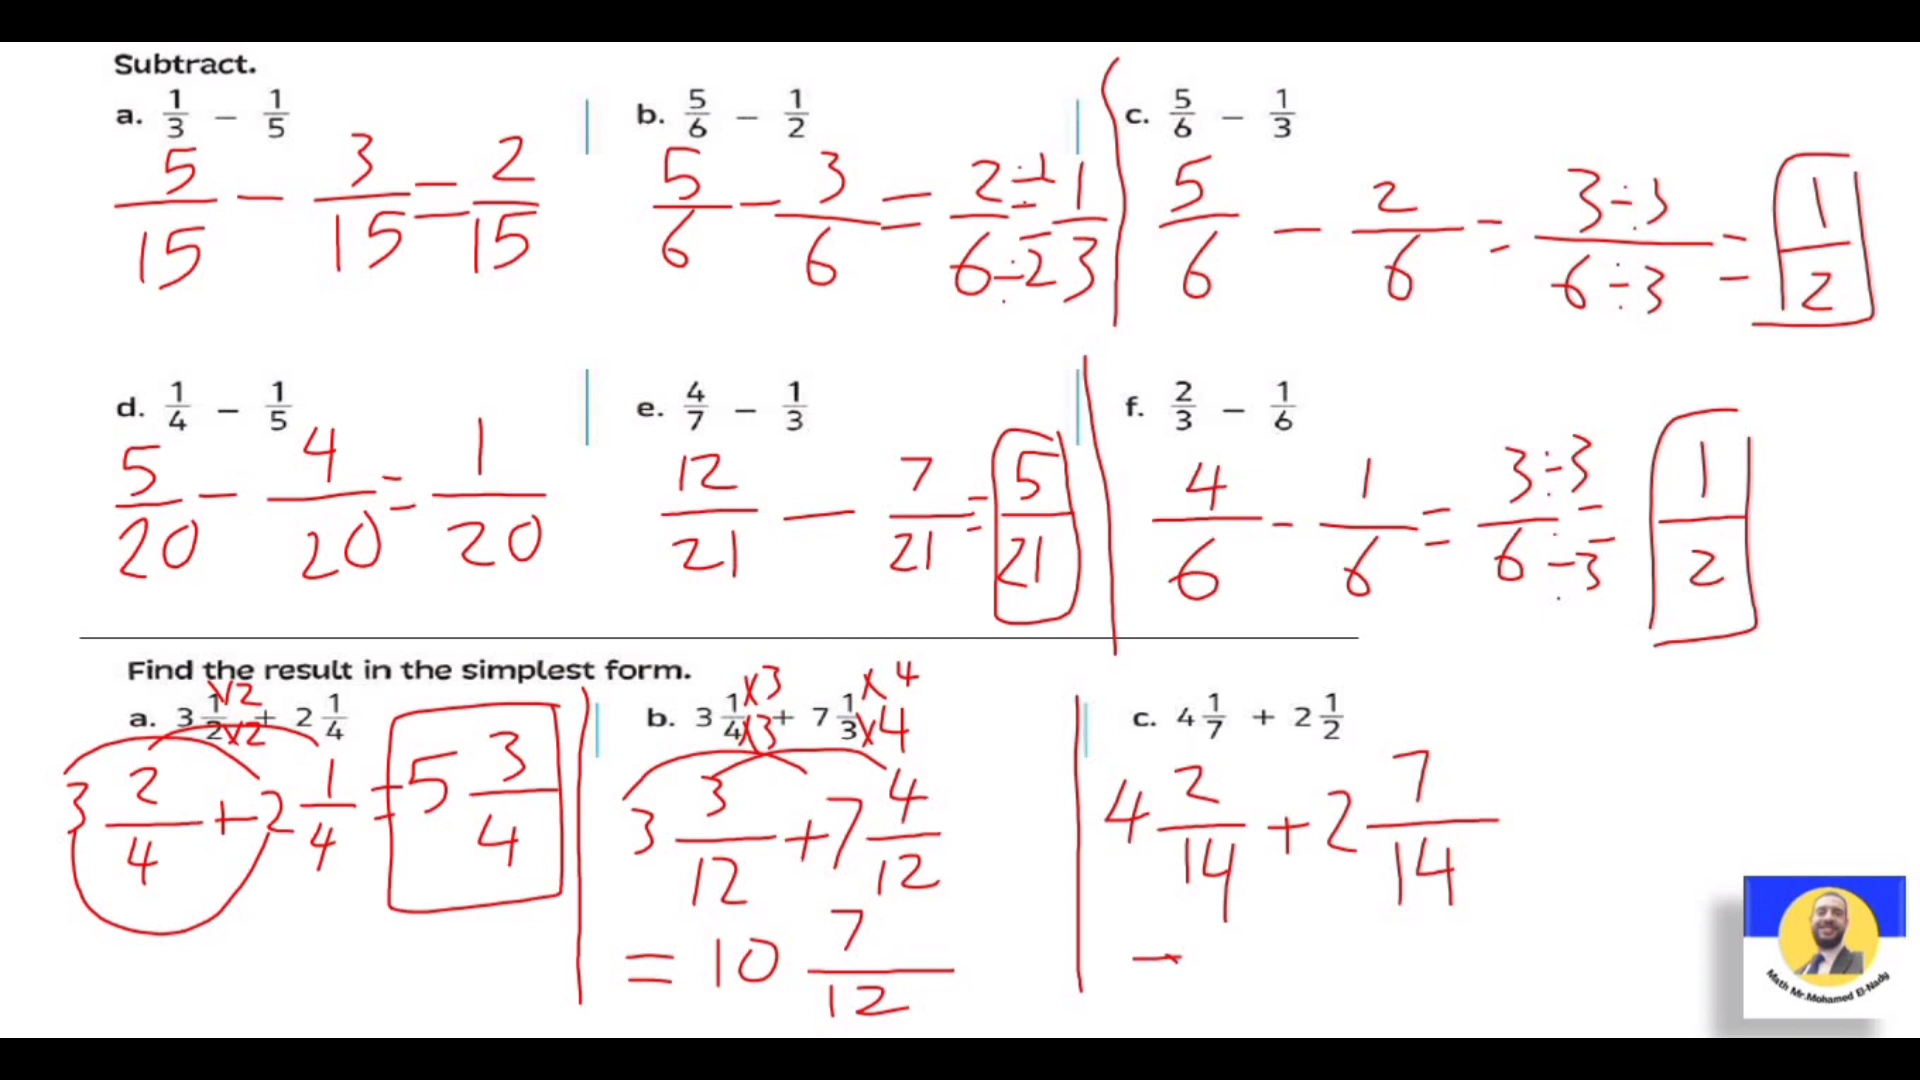 Subtract.
a. 1/3 − 1/5
5/15 − 3/15 = 2/15
b. 5/6 − 1/2
5/6 − 3/6 = 2÷2/6÷2 = 1/3
c. 5/6 − 1/3
5/6 − 2/6 = 3÷3/6÷3 = 1/2
d. 1/4 − 1/5
5/20 − 4/20 = 1/20
e. 4/7 − 1/3
12/21 − 7/21 = 5/21
f. 2/3 − 1/6
4/6 − 1/6 = 3÷3/6÷3 = 1/2
Find the result in the simplest form.
a. 3 1×2/2×2 + 2 1/4
3 2/4 + 2 1/4 = 5 3/4
b. 3 1×3/4×3 + 7 1×4/3×4
3 3/12 + 7 4/12
= 10 7/12
c. 4 1/7 + 2 1/2
4 2/14 + 2 7/14
−
Math Mr.Mohamed El-Nady